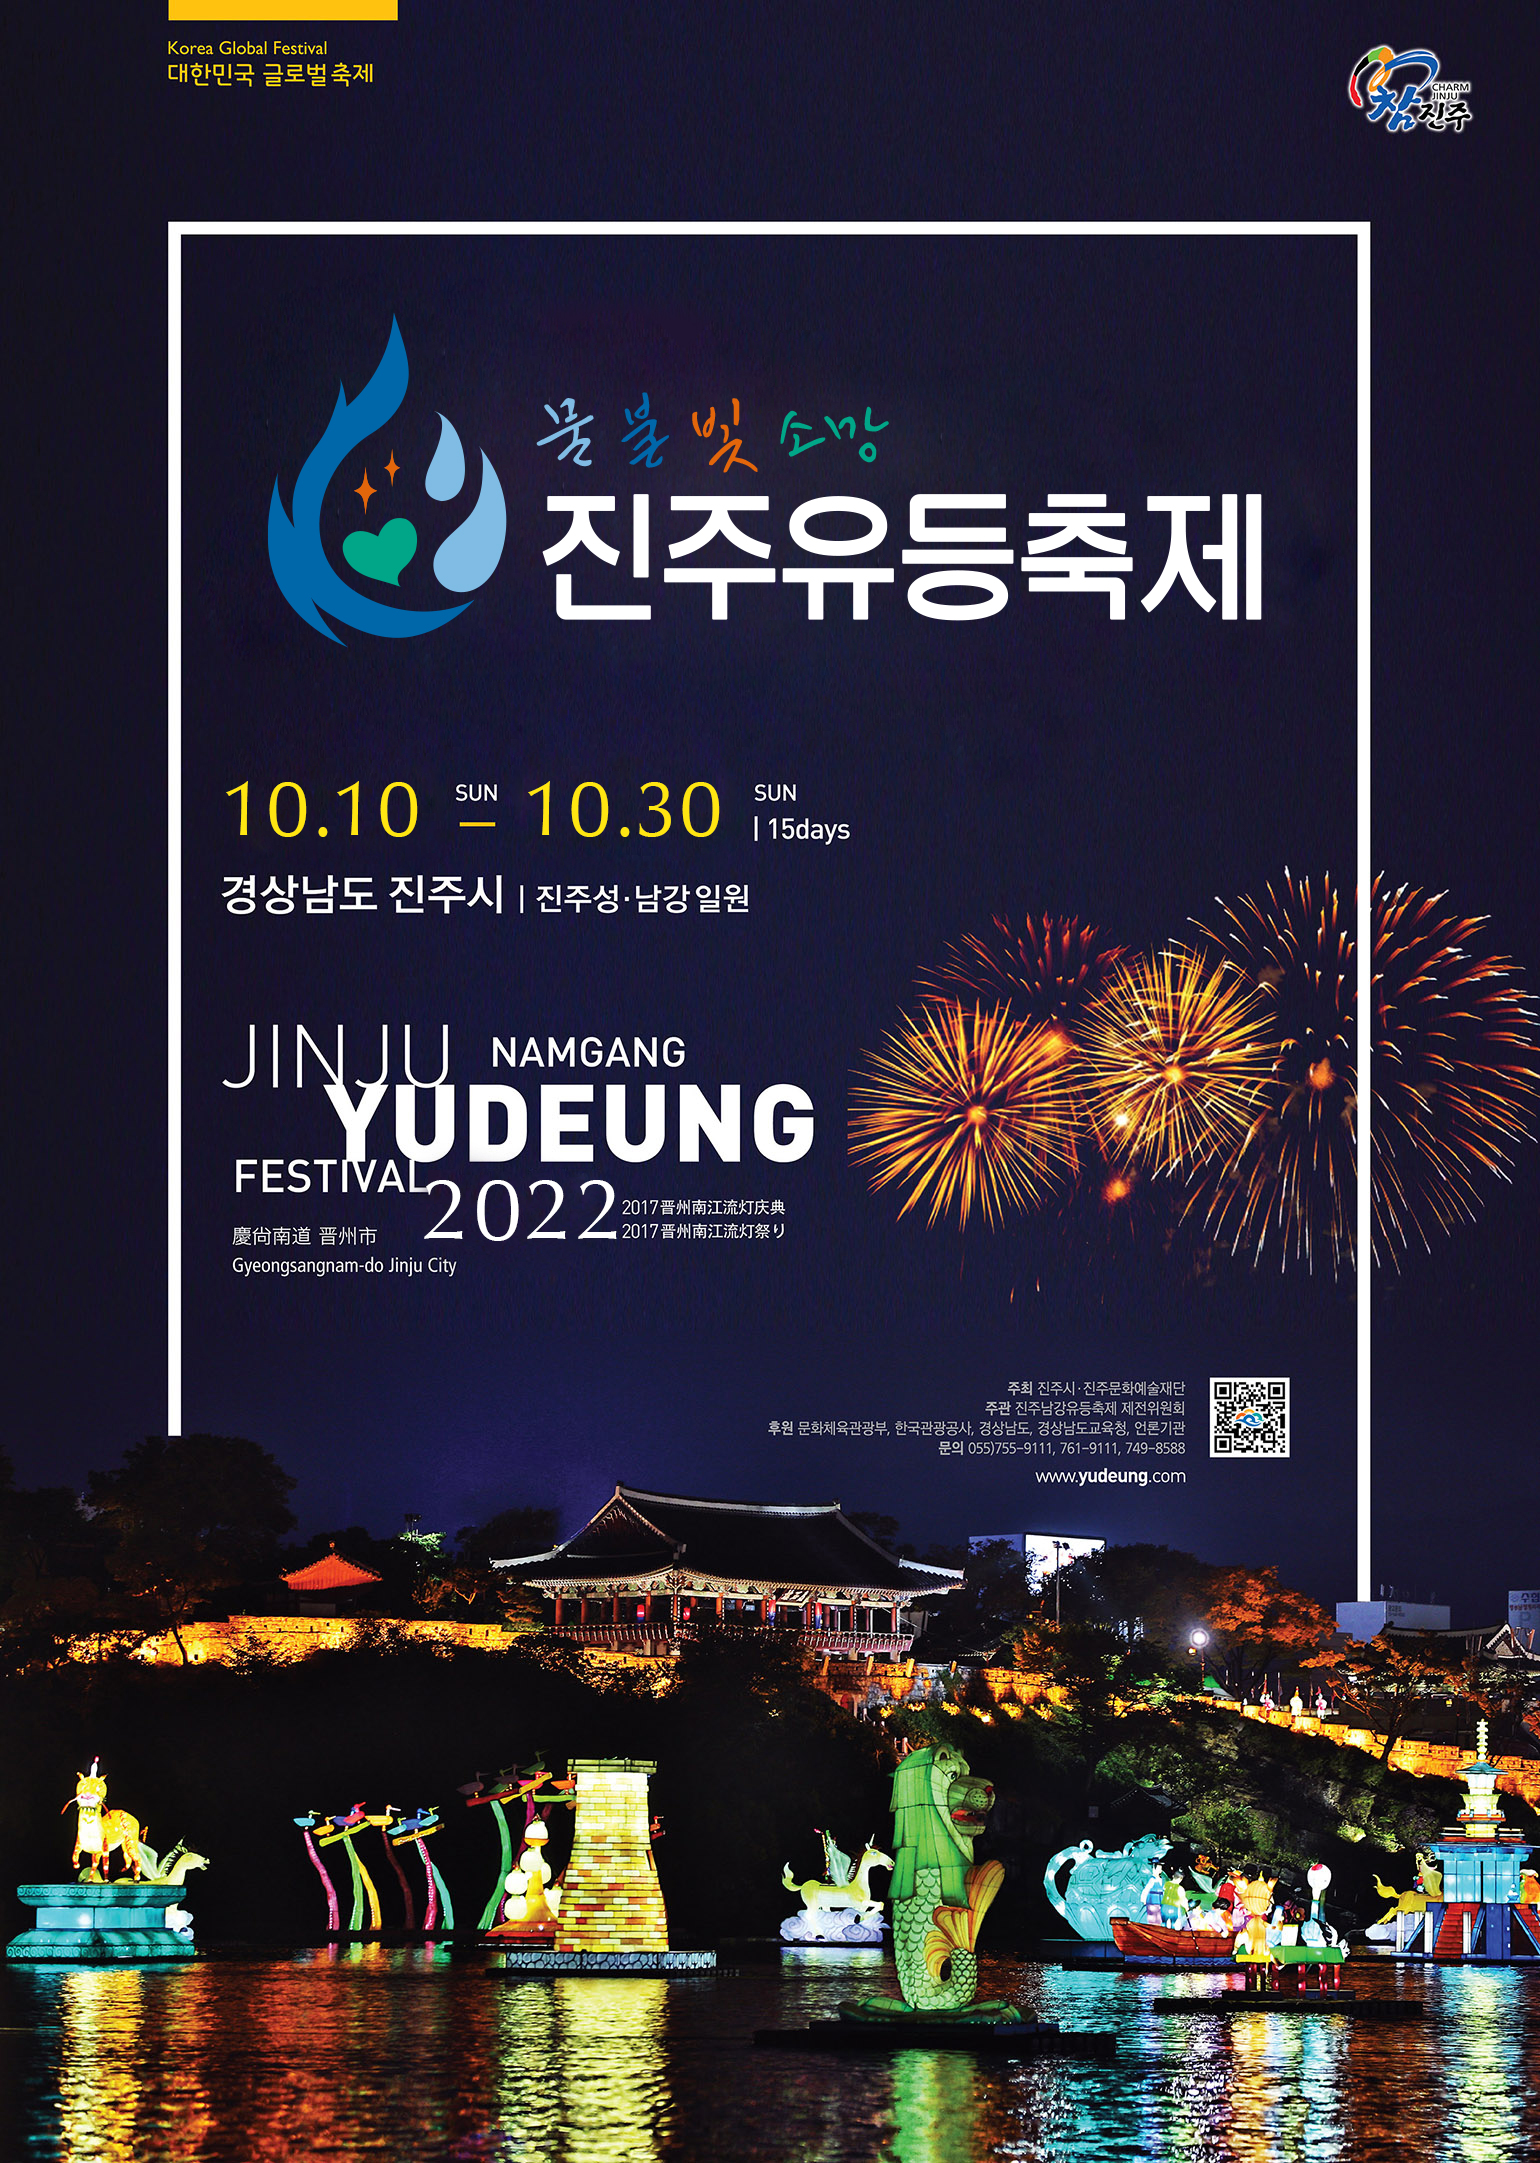 Korea Global Festival
대한민국 글로벌 축제
CHARM
JINJU
참진주
물 불 빛 소망
진주유등축제
10.10 SUN – 10.30 SUN
| 15days
경상남도 진주시 | 진주성·남강 일원
JINJU NAMGANG
YUDEUNG
FESTIVAL
2022
2017晋州南江流灯庆典
2017晋州南江流灯祭り
慶尙南道 晋州市
Gyeongsangnam-do Jinju City
주최 진주시·진주문화예술재단
주관 진주남강유등축제 제전위원회
후원 문화체육관광부, 한국관광공사, 경상남도, 경상남도교육청, 언론기관
문의 055)755-9111, 761-9111, 749-8588
www.yudeung.com